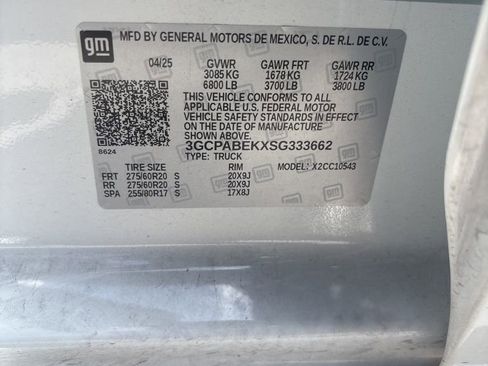 gm
MFD BY GENERAL MOTORS DE MEXICO, S. DE R.L. DE C.V.
04/25 GVWR GAWR FRT GAWR RR
3085 KG 1678 KG 1724 KG
6800 LB 3700 LB 3800 LB
THIS VEHICLE CONFORMS TO ALL
APPLICABLE U.S. FEDERAL MOTOR
VEHICLE SAFETY STANDARDS IN EFFECT
ON THE DATE OF MANUFACTURE
SHOWN ABOVE.
3GCPABEKXSG333662
8624 TYPE: TRUCK
TIRE SIZE RIM MODEL: X2CC10543
FRT 275/60R20 S 20X9J
RR 275/60R20 S 20X9J
SPA 255/80R17 S 17X8J